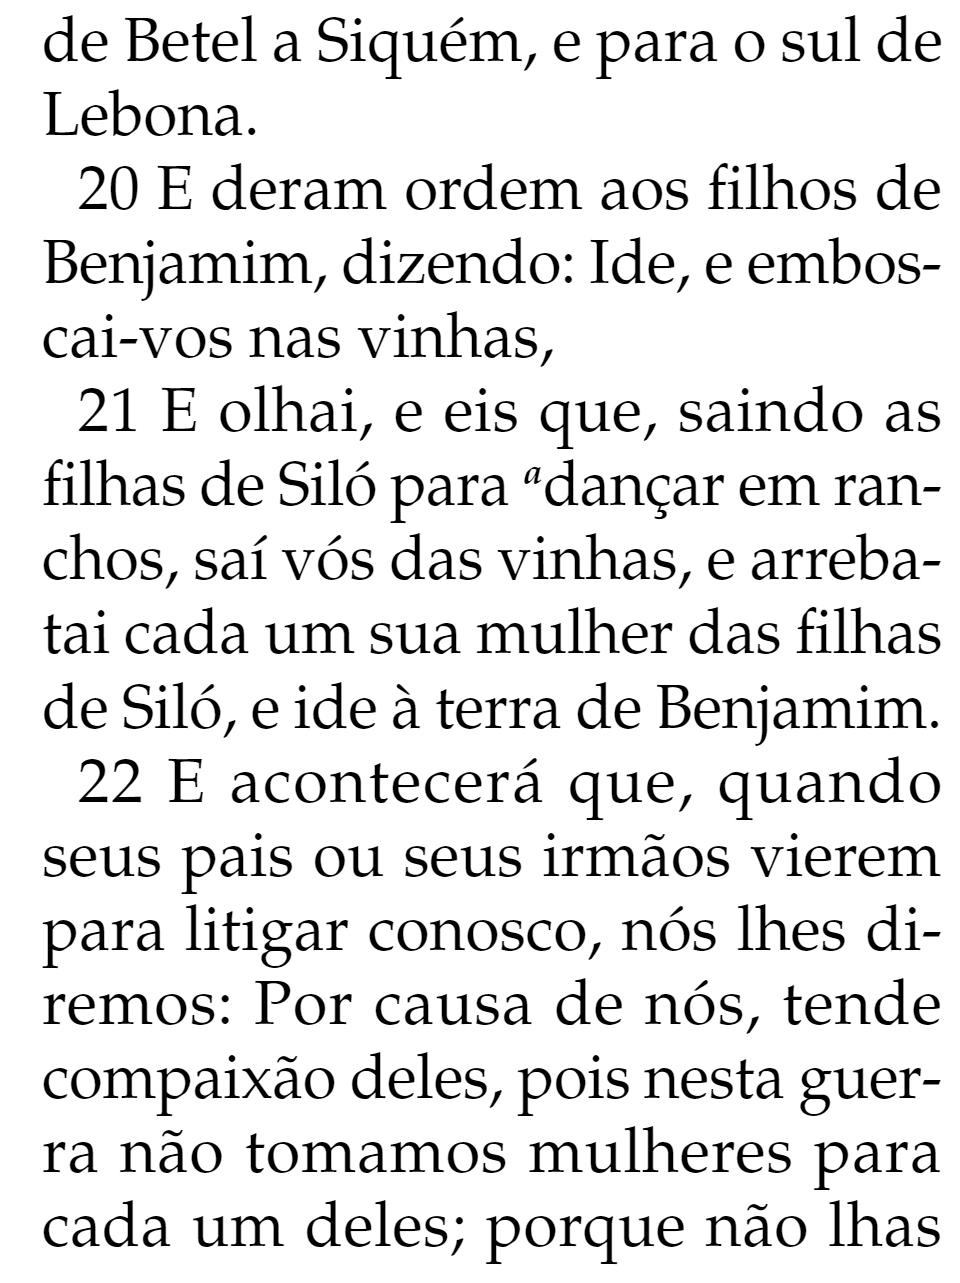 de Betel a Siquém, e para o sul de
Lebona.
20 E deram ordem aos filhos de
Benjamim, dizendo: Ide, e embos-
cai-vos nas vinhas,
21 E olhai, e eis que, saindo as
filhas de Siló para ᵃdançar em ran-
chos, saí vós das vinhas, e arreba-
tai cada um sua mulher das filhas
de Siló, e ide à terra de Benjamim.
22 E acontecerá que, quando
seus pais ou seus irmãos vierem
para litigar conosco, nós lhes di-
remos: Por causa de nós, tende
compaixão deles, pois nesta guer-
ra não tomamos mulheres para
cada um deles; porque não lhas